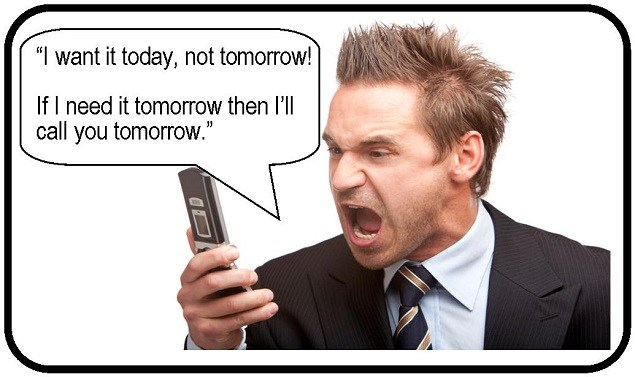 “I want it today, not tomorrow!
If I need it tomorrow then I’ll
call you tomorrow.”